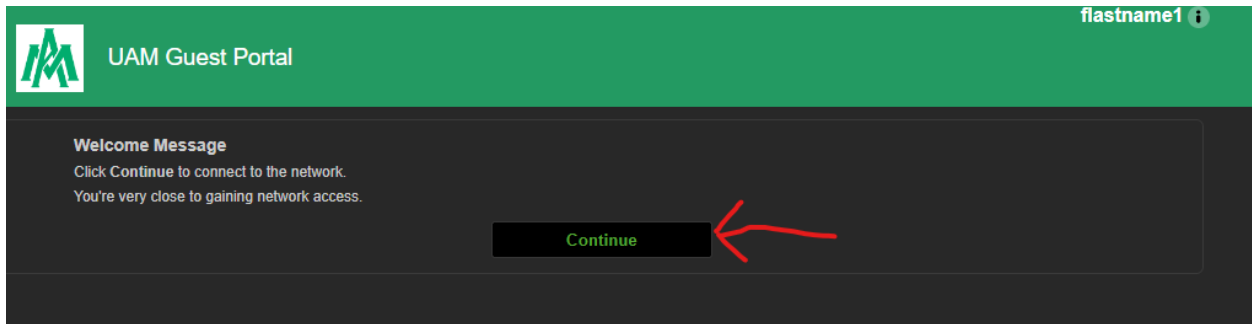 flastname1
UAM Guest Portal
Welcome Message
Click Continue to connect to the network.
You're very close to gaining network access.
Continue